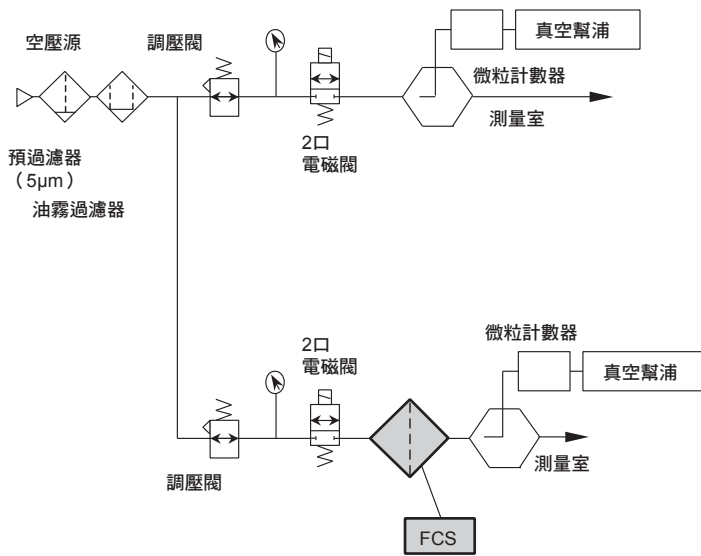 空壓源
調壓閥
真空幫浦
微粒計數器
測量室
2口
電磁閥
預過濾器
（5μm）
油霧過濾器
2口
電磁閥
微粒計數器
真空幫浦
測量室
調壓閥
FCS